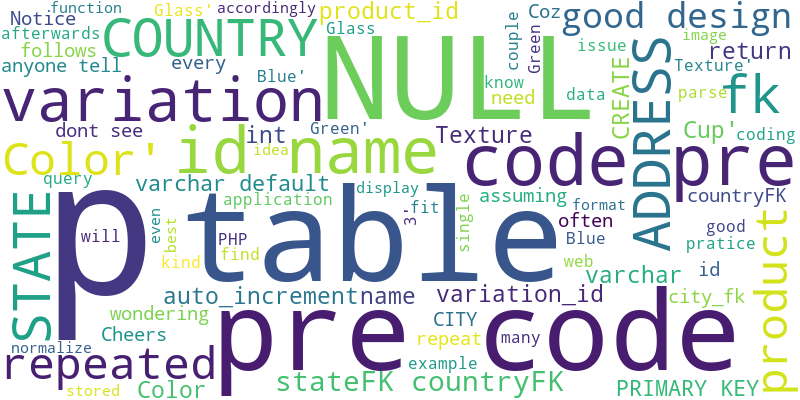 function
Notice
Glass' accordingly
product_id
Coz
good design
afterwards
COUNTRY
Glass
couple
Green
issue
image
follows
return
anyone tell
every
Blue'
NULL
know
ADDRESS
Texture'
variation
need
data
CREATE
parse
fk
dont see
int
Green'
Texture
Cup'
coding
Color'
id
idea
name
code
pre
query
varchar default
display
assuming
countryFK
p
table
application
single
format
STATE
even
best
3-
fit
often
good
product
will
PHP
Blue
pratice
kind
find
web
varchar
id
auto_increment
name
variation_id
city_fk
wondering
pre
code
CITY
Cheers
repeat
many
normalize
repeated
example
stored
Color
stateFK countryFK
PRIMARY KEY